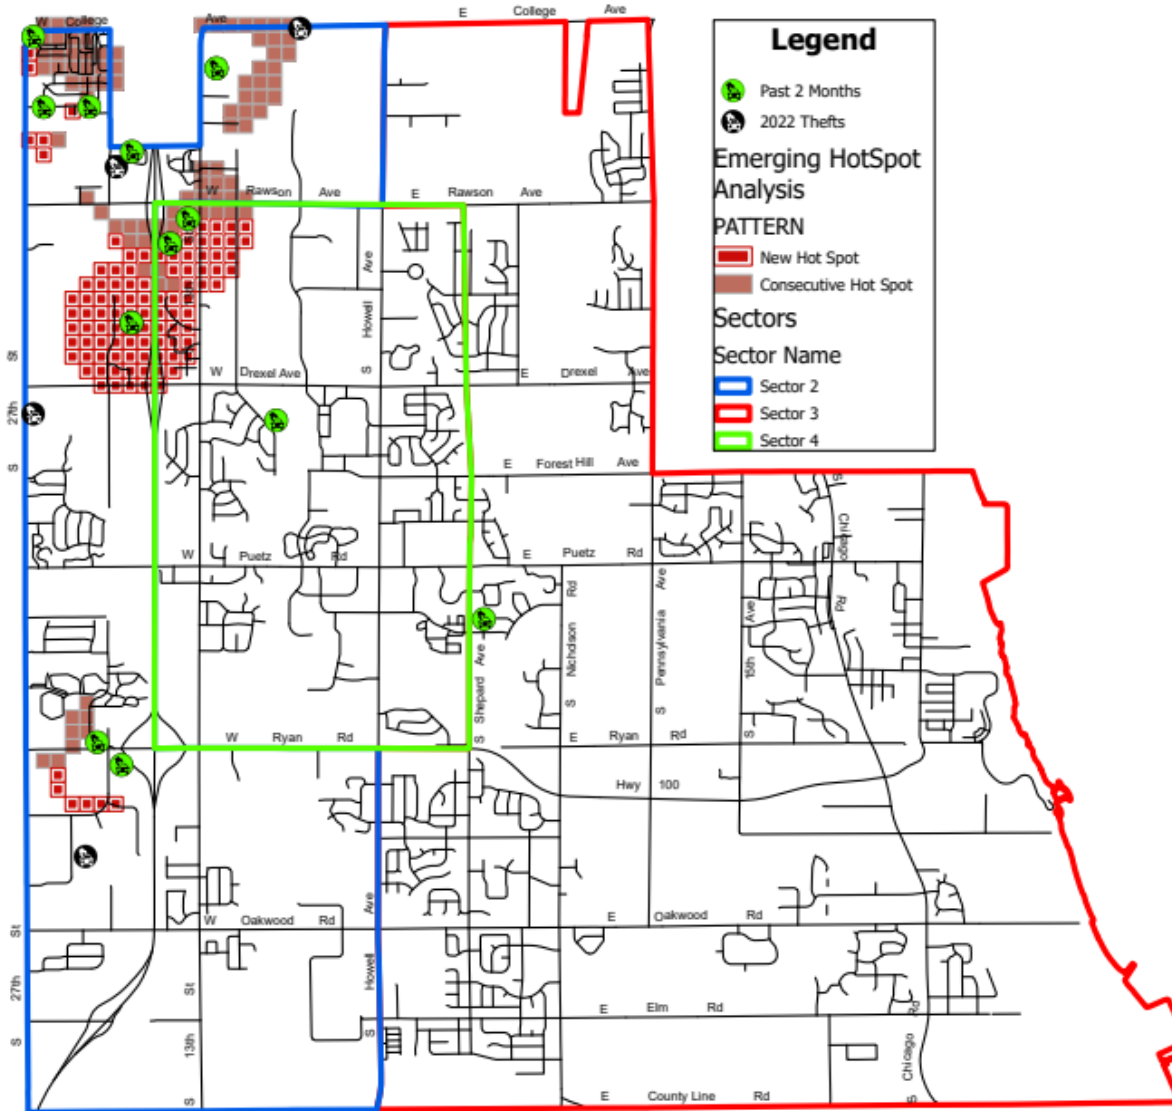 W College Ave
E College Ave
Legend
Past 2 Months
2022 Thefts
Emerging HotSpot
Analysis
PATTERN
New Hot Spot
Consecutive Hot Spot
Sectors
Sector Name
Sector 2
Sector 3
Sector 4
W Rawson Ave
E Rawson Ave
S Howell Ave
S 27th St
W Drexel Ave
E Drexel Ave
E Forest Hill Ave
W Puetz Rd
E Puetz Rd
S Chicago Rd
S Shepard Ave
S Nicholson Rd
S Pennsylvania Ave
S 15th Ave
W Ryan Rd
E Ryan Rd
Hwy 100
W Oakwood Rd
E Oakwood Rd
S 27th St
S 13th St
S Howell Ave
E Elm Rd
S Chicago Rd
E County Line Rd